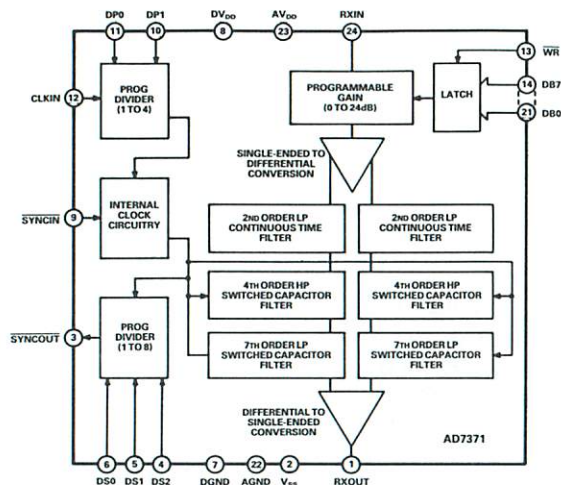 DP0 DP1 DVDD AVDD RXIN
11 10 8 23 24
13 WR
CLKIN 12
PROG
DIVIDER
(1 TO 4)
PROGRAMMABLE
GAIN
(0 TO 24dB)
LATCH
14 DB7
21 DB0
SINGLE-ENDED TO
DIFFERENTIAL
CONVERSION
SYNCIN
9
INTERNAL
CLOCK
CIRCUITRY
2ND ORDER LP
CONTINUOUS TIME
FILTER
2ND ORDER LP
CONTINUOUS TIME
FILTER
4TH ORDER HP
SWITCHED CAPACITOR
FILTER
4TH ORDER HP
SWITCHED CAPACITOR
FILTER
SYNCOUT 3
PROG
DIVIDER
(1 TO 8)
7TH ORDER LP
SWITCHED CAPACITOR
FILTER
7TH ORDER LP
SWITCHED CAPACITOR
FILTER
DIFFERENTIAL TO
SINGLE-ENDED
CONVERSION
AD7371
6 5 4 7 22 2 1
DS0 DS1 DS2 DGND AGND VSS RXOUT